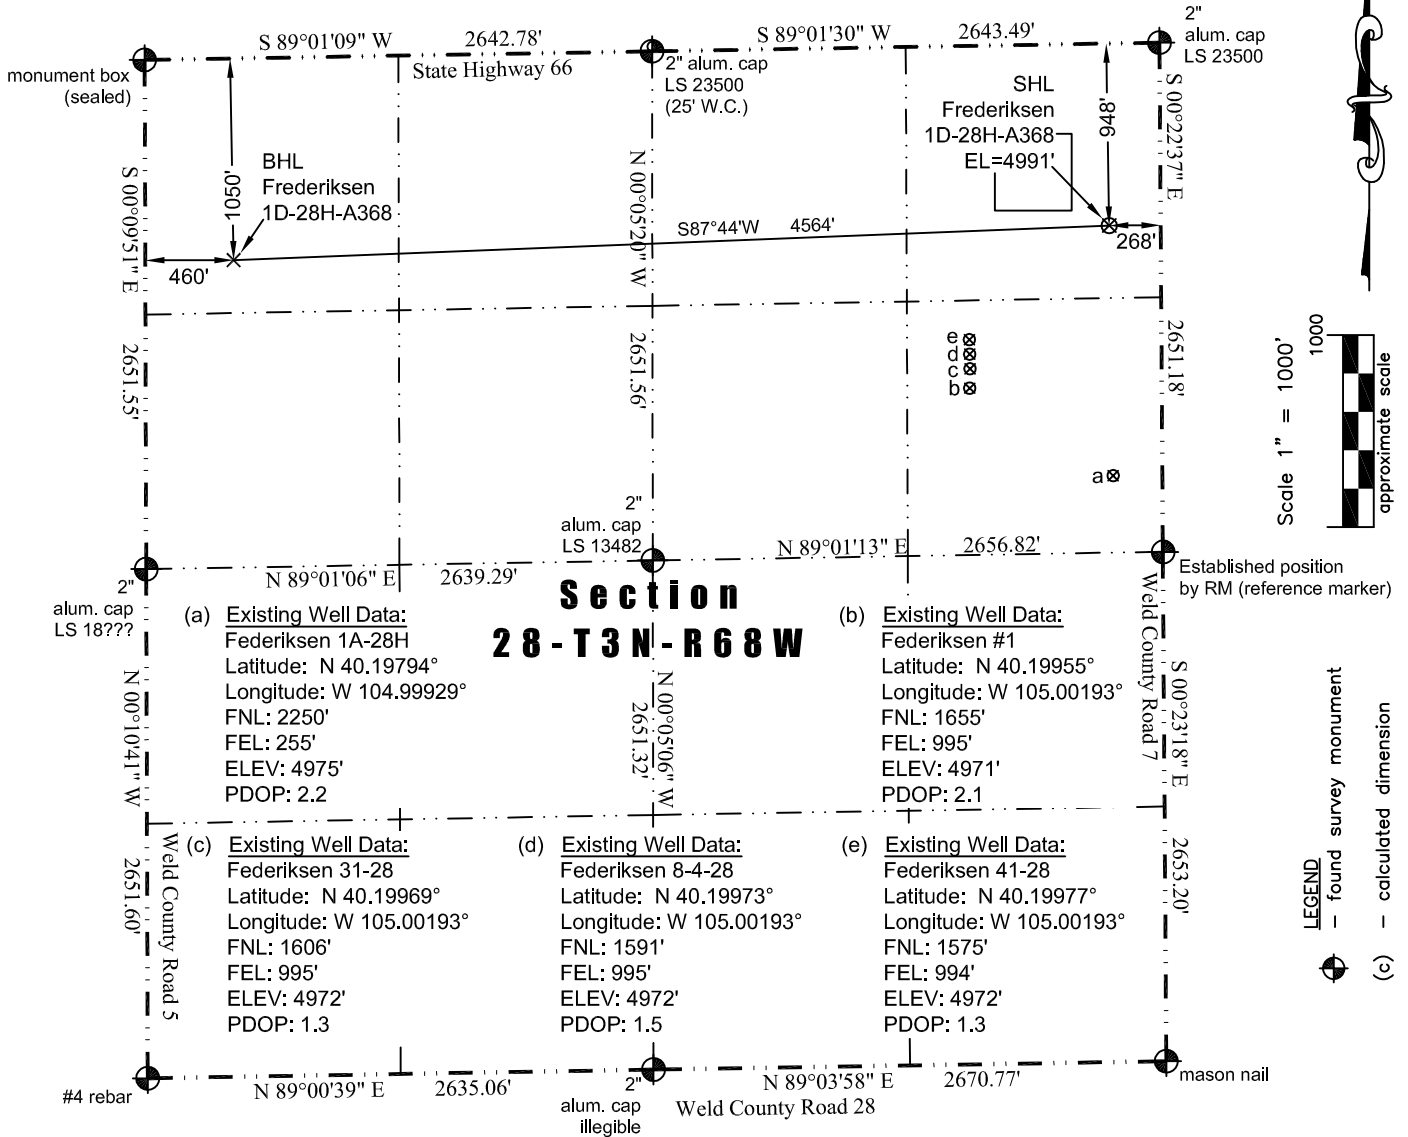 S 89°01'09" W 2642.78'
S 89°01'30" W 2643.49'
2"
alum. cap
LS 23500
monument box
(sealed)
State Highway 66
2" alum. cap
LS 23500
(25' W.C.)
SHL
Frederiksen
1D-28H-A368
EL=4991'
948'
S 00°22'37" E
BHL
Frederiksen
1D-28H-A368
1050'
S 00°09'51" E
N 00°05'20" W
S87°44'W 4564'
460'
268'
2651.55'
2651.56'
e
d
c
b
a
2651.18'
Scale 1" = 1000'
1000
approximate scale
2"
alum. cap
LS 13482
N 89°01'06" E 2639.29'
N 89°01'13" E 2656.82'
2"
alum. cap
LS 18???
Established position
by RM (reference marker)
Section
28-T3N-R68W
(a) Existing Well Data:
Federiksen 1A-28H
Latitude: N 40.19794°
Longitude: W 104.99929°
FNL: 2250'
FEL: 255'
ELEV: 4975'
PDOP: 2.2
(b) Existing Well Data:
Federiksen #1
Latitude: N 40.19955°
Longitude: W 105.00193°
FNL: 1655'
FEL: 995'
ELEV: 4971'
PDOP: 2.1
N 00°10'41" W
N 00°05'06" W
2651.32'
Weld County Road 7
S 00°23'18" E
(c) Existing Well Data:
Federiksen 31-28
Latitude: N 40.19969°
Longitude: W 105.00193°
FNL: 1606'
FEL: 995'
ELEV: 4972'
PDOP: 1.3
(d) Existing Well Data:
Federiksen 8-4-28
Latitude: N 40.19973°
Longitude: W 105.00193°
FNL: 1591'
FEL: 995'
ELEV: 4972'
PDOP: 1.5
(e) Existing Well Data:
Federiksen 41-28
Latitude: N 40.19977°
Longitude: W 105.00193°
FNL: 1575'
FEL: 994'
ELEV: 4972'
PDOP: 1.3
2651.60'
Weld County Road 5
2653.20'
LEGEND
– found survey monument
(c) – calculated dimension
#4 rebar
N 89°00'39" E 2635.06'
2"
alum. cap
illegible
N 89°03'58" E 2670.77'
Weld County Road 28
mason nail